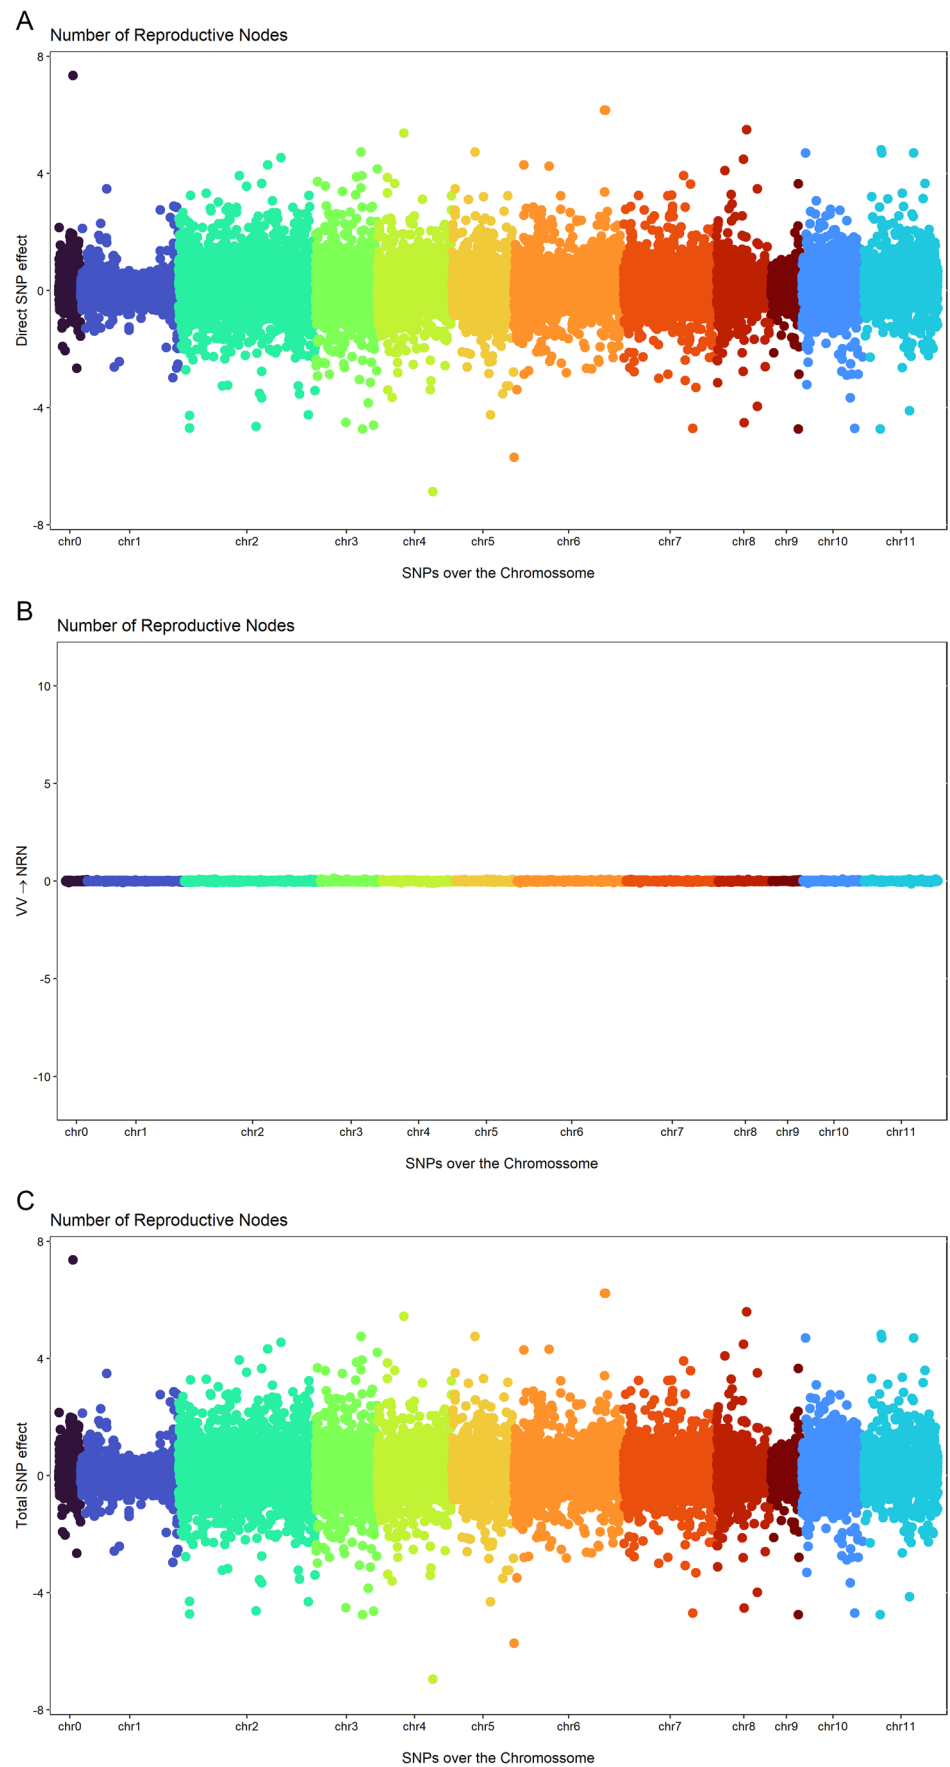 A
Number of Reproductive Nodes
8
4
0
-4
-8
Direct SNP effect
chr0 chr1 chr2 chr3 chr4 chr5 chr6 chr7 chr8 chr9 chr10 chr11
SNPs over the Chromossome
B
Number of Reproductive Nodes
10
5
0
-5
-10
VV → NRN
chr0 chr1 chr2 chr3 chr4 chr5 chr6 chr7 chr8 chr9 chr10 chr11
SNPs over the Chromossome
C
Number of Reproductive Nodes
8
4
0
-4
-8
Total SNP effect
chr0 chr1 chr2 chr3 chr4 chr5 chr6 chr7 chr8 chr9 chr10 chr11
SNPs over the Chromossome